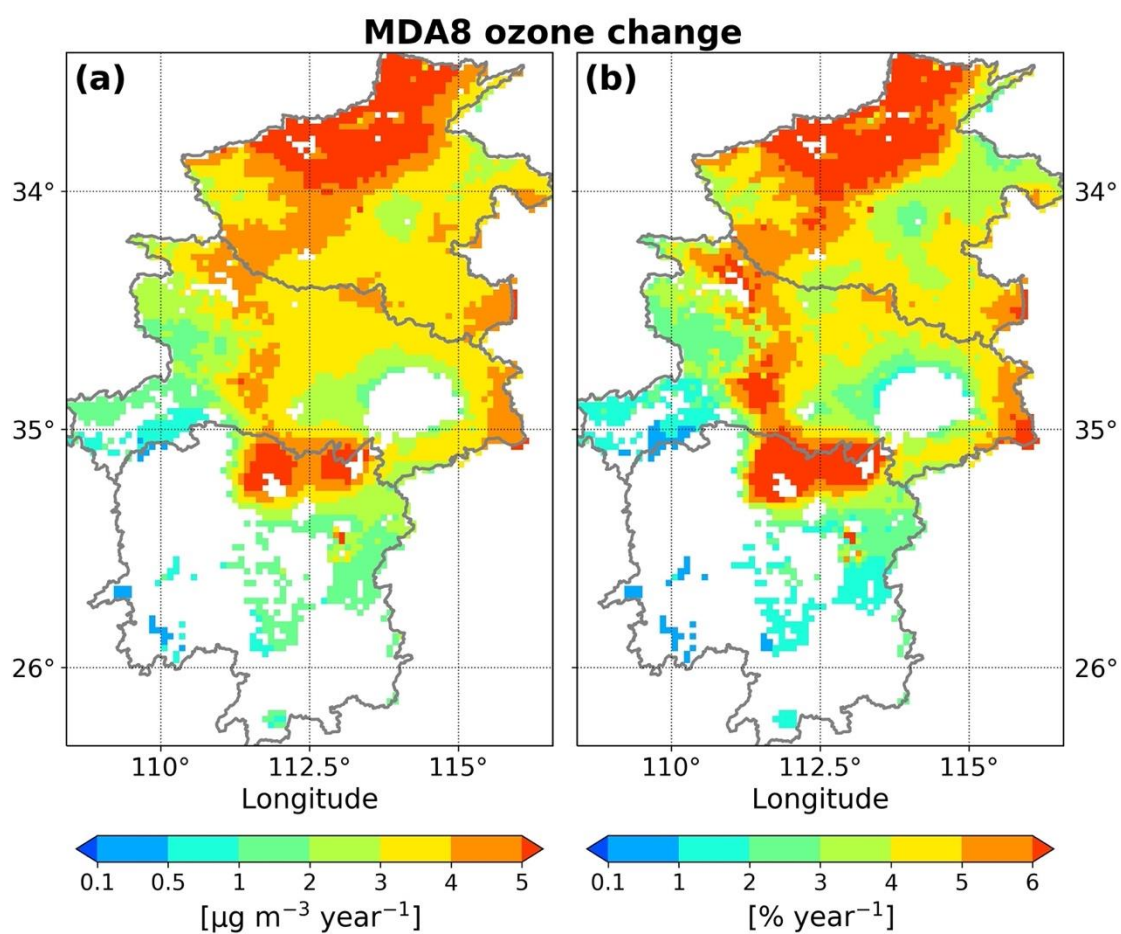 MDA8 ozone change
(a)
(b)
34°
34°
35°
35°
26°
26°
110°
112.5°
115°
110°
112.5°
115°
Longitude
Longitude
0.1 0.5 1 2 3 4 5
0.1 1 2 3 4 5 6
[µg m⁻³ year⁻¹]
[% year⁻¹]